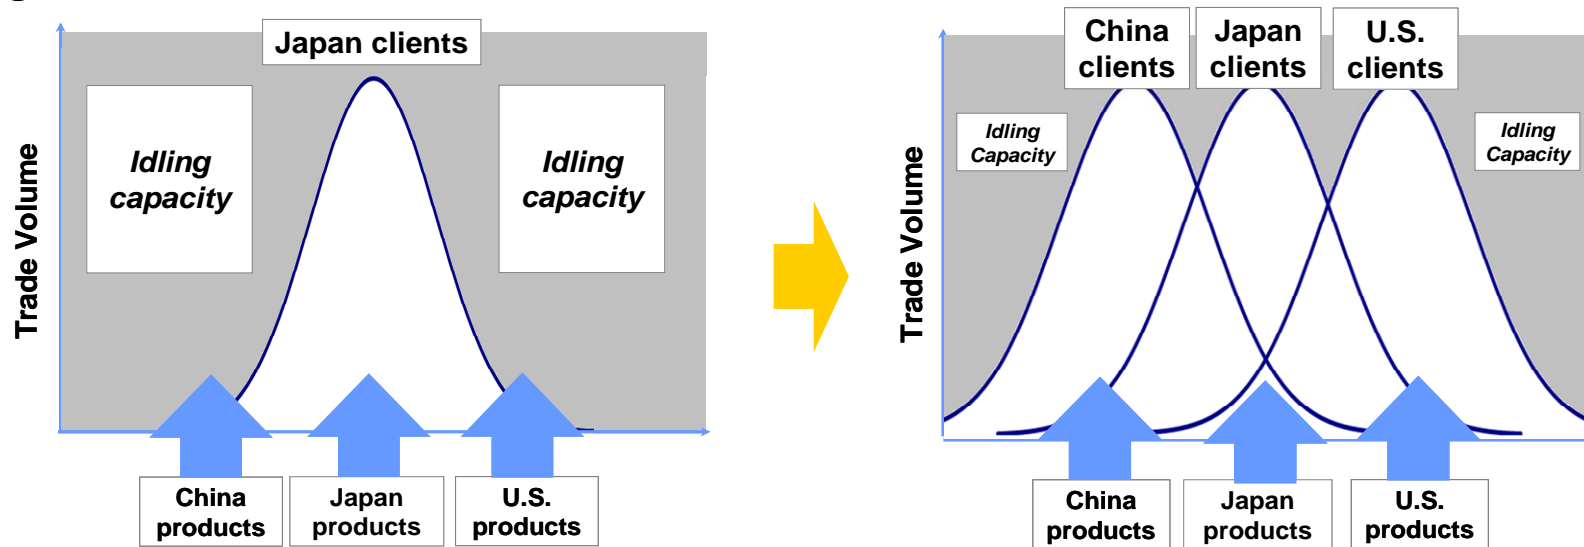 Japan clients
Idling
capacity
Idling
capacity
Trade Volume
China
products
Japan
products
U.S.
products
China
clients
Japan
clients
U.S.
clients
Idling
Capacity
Idling
Capacity
Trade Volume
China
products
Japan
products
U.S.
products